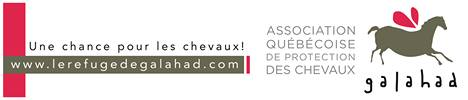 Une chance pour les chevaux!
www.lerefugedegalahad.com
ASSOCIATION
QUÉBÉCOISE
DE PROTECTION
DES CHEVAUX
galahad